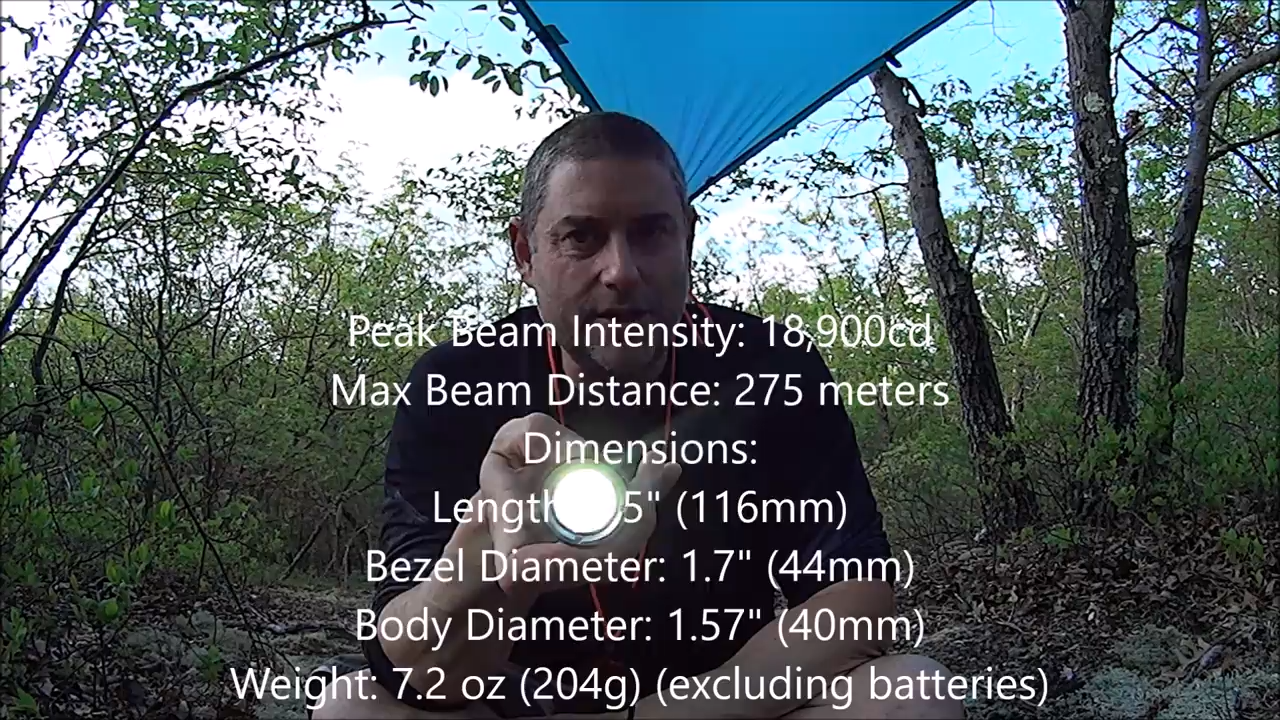 Peak Beam Intensity: 18,900cd
Max Beam Distance: 275 meters
Dimensions:
Length 5" (116mm)
Bezel Diameter: 1.7" (44mm)
Body Diameter: 1.57" (40mm)
Weight: 7.2 oz (204g) (excluding batteries)